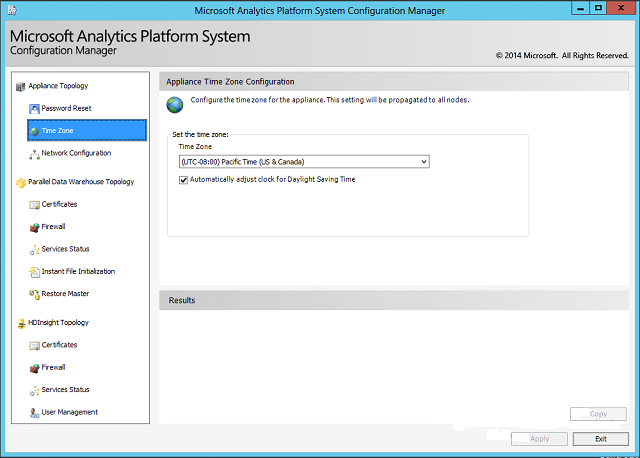 Microsoft Analytics Platform System Configuration Manager
Microsoft Analytics Platform System
Configuration Manager
© 2014 Microsoft. All Rights Reserved.
Appliance Topology
Password Reset
Time Zone
Network Configuration
Parallel Data Warehouse Topology
Certificates
Firewall
Services Status
Instant File Initialization
Restore Master
HDInsight Topology
Certificates
Firewall
Services Status
User Management
Appliance Time Zone Configuration
Configure the timezone for the appliance. This setting will be propagated to all nodes.
Set the time zone:
Time Zone
(UTC-08:00) Pacific Time (US & Canada)
Automatically adjust clock for Daylight Saving Time
Results
Copy
Apply
Exit